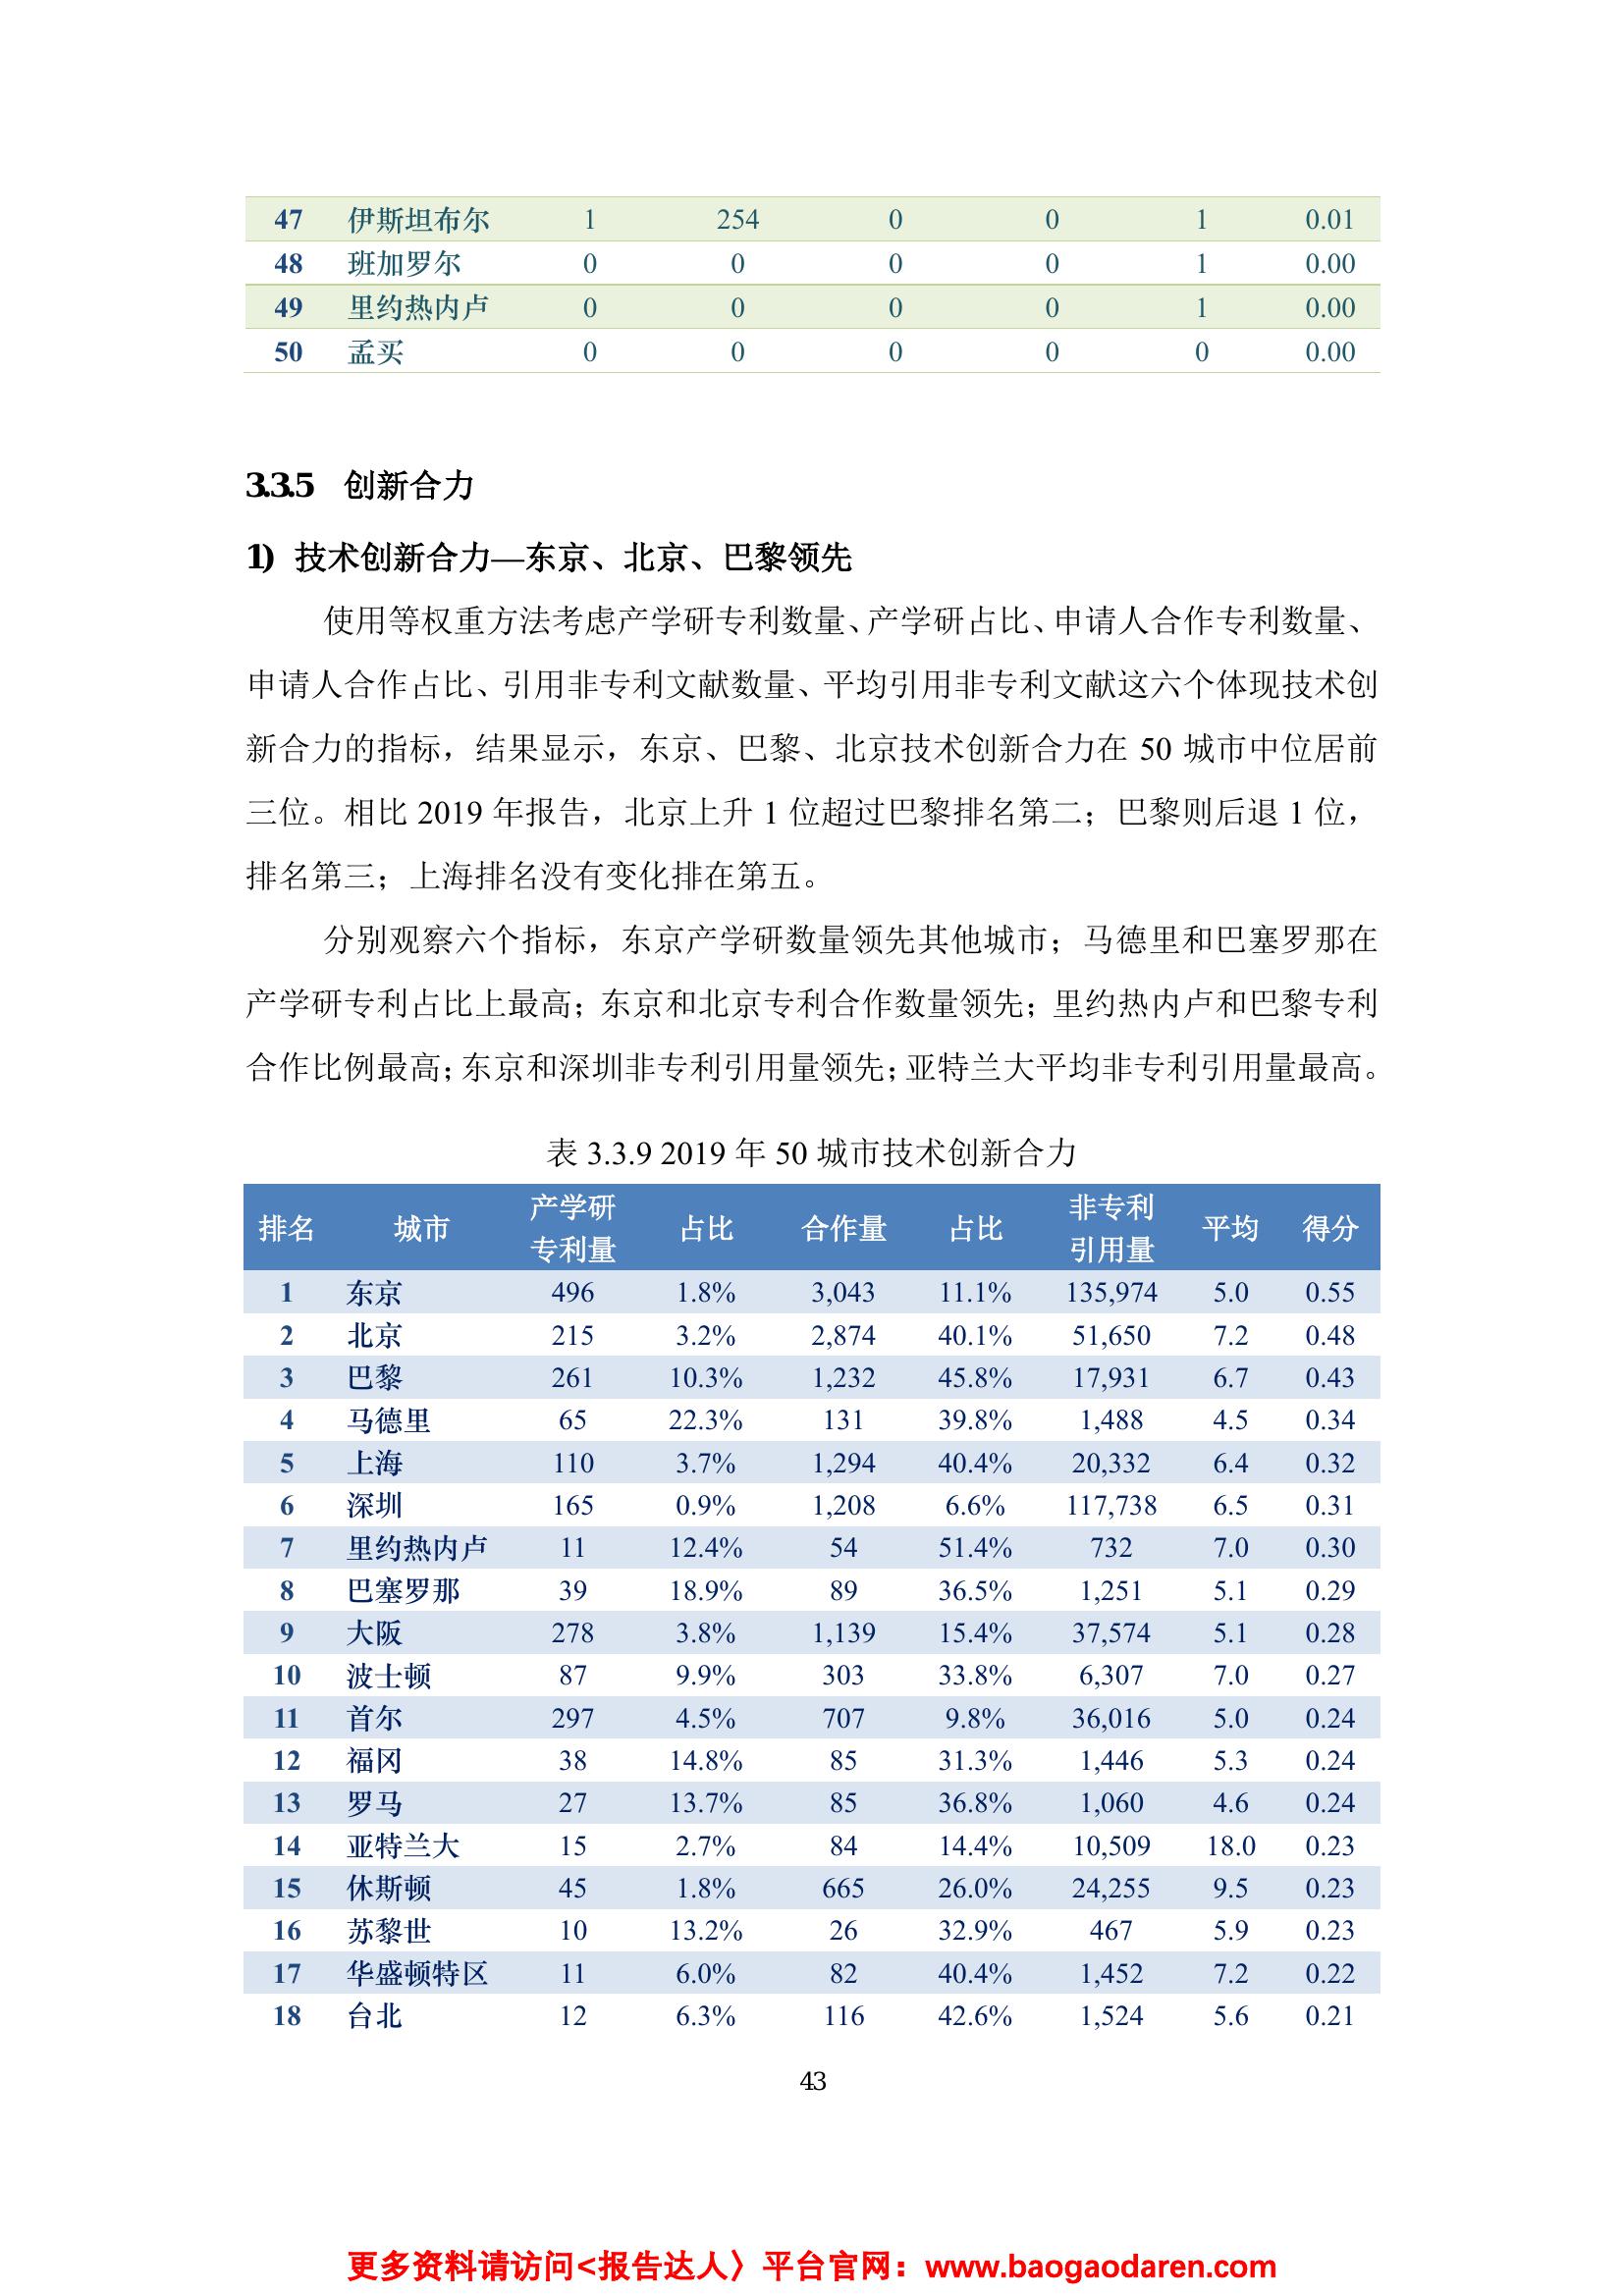 47 伊斯坦布尔 1 254 0 0 1 0.01
48 班加罗尔 0 0 0 0 1 0.00
49 里约热内卢 0 0 0 0 1 0.00
50 孟买 0 0 0 0 0 0.00
3.3.5 创新合力
1) 技术创新合力—东京、北京、巴黎领先
使用等权重方法考虑产学研专利数量、产学研占比、申请人合作专利数量、
申请人合作占比、引用非专利文献数量、平均引用非专利文献这六个体现技术创
新合力的指标，结果显示，东京、巴黎、北京技术创新合力在 50 城市中位居前
三位。相比 2019 年报告，北京上升 1 位超过巴黎排名第二；巴黎则后退 1 位，
排名第三；上海排名没有变化排在第五。
分别观察六个指标，东京产学研数量领先其他城市；马德里和巴塞罗那在
产学研专利占比上最高；东京和北京专利合作数量领先；里约热内卢和巴黎专利
合作比例最高；东京和深圳非专利引用量领先；亚特兰大平均非专利引用量最高。
表 3.3.9 2019 年 50 城市技术创新合力
排名 城市 产学研专利量 占比 合作量 占比 非专利引用量 平均 得分
1 东京 496 1.8% 3,043 11.1% 135,974 5.0 0.55
2 北京 215 3.2% 2,874 40.1% 51,650 7.2 0.48
3 巴黎 261 10.3% 1,232 45.8% 17,931 6.7 0.43
4 马德里 65 22.3% 131 39.8% 1,488 4.5 0.34
5 上海 110 3.7% 1,294 40.4% 20,332 6.4 0.32
6 深圳 165 0.9% 1,208 6.6% 117,738 6.5 0.31
7 里约热内卢 11 12.4% 54 51.4% 732 7.0 0.30
8 巴塞罗那 39 18.9% 89 36.5% 1,251 5.1 0.29
9 大阪 278 3.8% 1,139 15.4% 37,574 5.1 0.28
10 波士顿 87 9.9% 303 33.8% 6,307 7.0 0.27
11 首尔 297 4.5% 707 9.8% 36,016 5.0 0.24
12 福冈 38 14.8% 85 31.3% 1,446 5.3 0.24
13 罗马 27 13.7% 85 36.8% 1,060 4.6 0.24
14 亚特兰大 15 2.7% 84 14.4% 10,509 18.0 0.23
15 休斯顿 45 1.8% 665 26.0% 24,255 9.5 0.23
16 苏黎世 10 13.2% 26 32.9% 467 5.9 0.23
17 华盛顿特区 11 6.0% 82 40.4% 1,452 7.2 0.22
18 台北 12 6.3% 116 42.6% 1,524 5.6 0.21
43
更多资料请访问<报告达人〉平台官网：www.baogaodaren.com